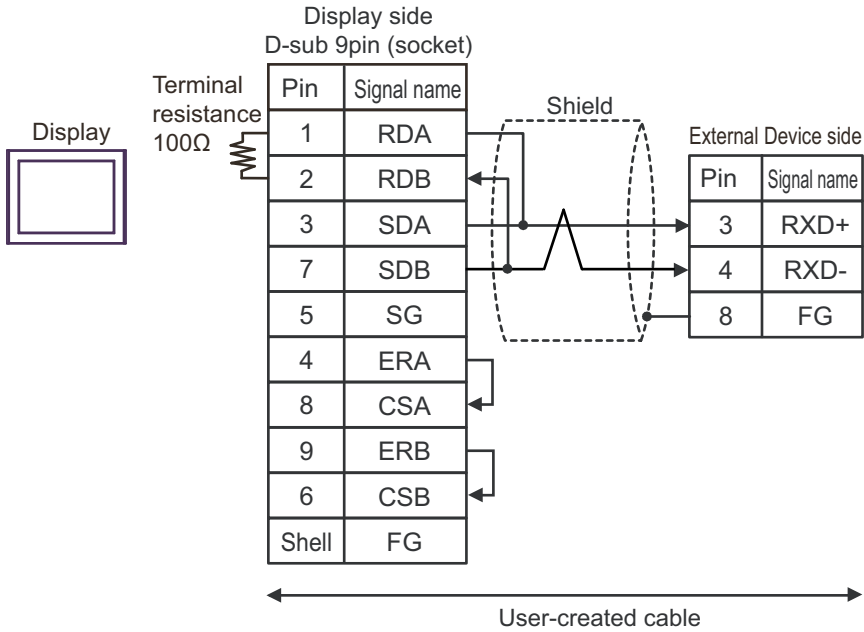 Display side
D-sub 9pin (socket)
Display
Terminal
resistance
100Ω
Pin Signal name
1 RDA
2 RDB
3 SDA
7 SDB
5 SG
4 ERA
8 CSA
9 ERB
6 CSB
Shell FG
Shield
External Device side
Pin Signal name
3 RXD+
4 RXD-
8 FG
User-created cable